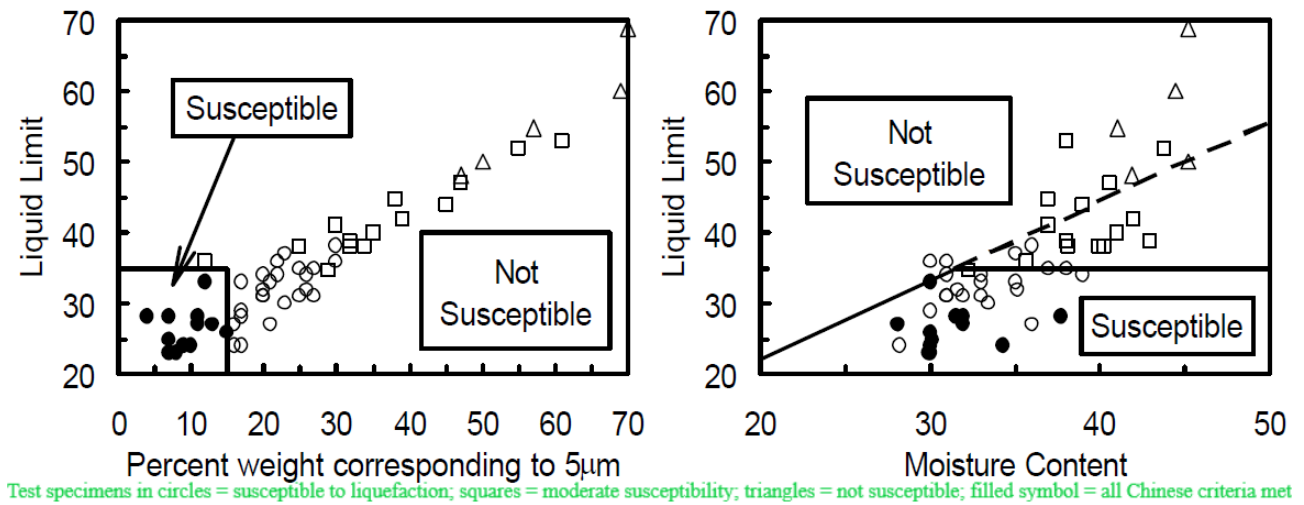 70
60
50
40
30
20
Liquid Limit
Susceptible
Not
Susceptible
0 10 20 30 40 50 60 70
Percent weight corresponding to 5μm
70
60
50
40
30
20
Liquid Limit
Not
Susceptible
Susceptible
20 30 40 50
Moisture Content
Test specimens in circles = susceptible to liquefaction; squares = moderate susceptibility; triangles = not susceptible; filled symbol = all Chinese criteria met